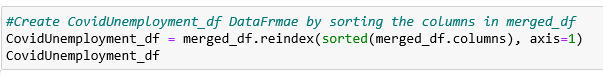 #Create CovidUnemployment_df DataFrmae by sorting the columns in merged_df
CovidUnemployment_df = merged_df.reindex(sorted(merged_df.columns), axis=1)
CovidUnemployment_df